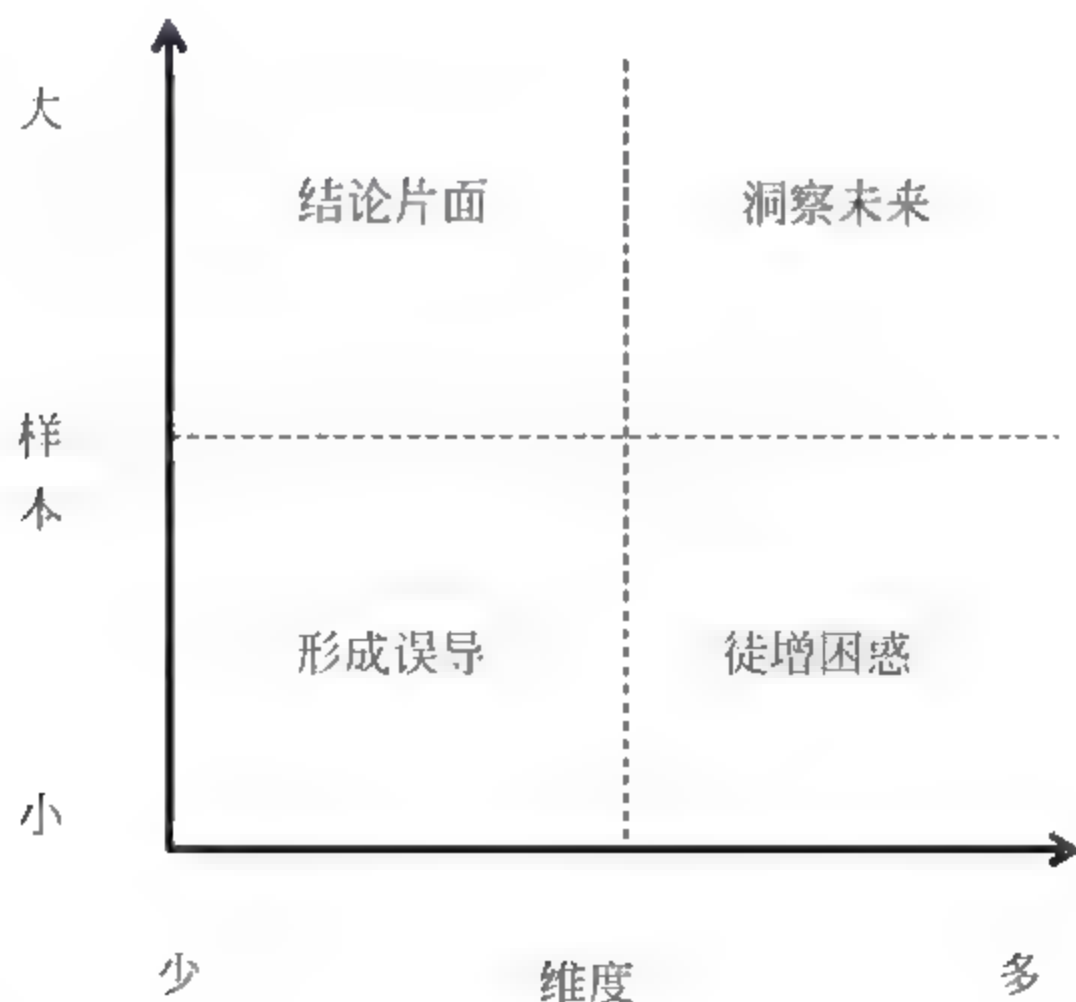 大
结论片面 洞察未来
样
本
形成误导 徒增困惑
小
少 维度 多